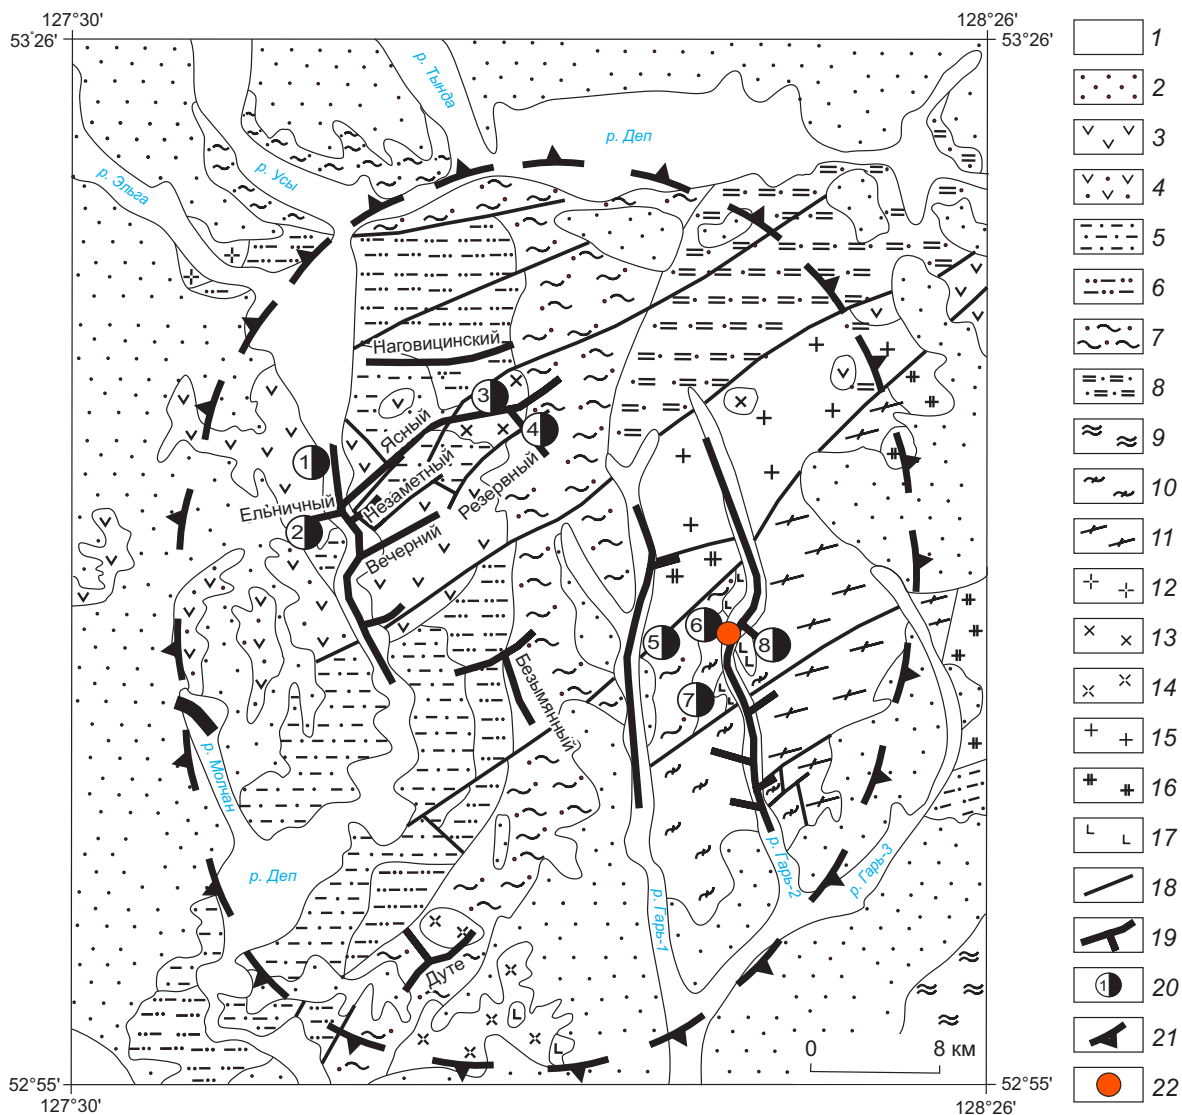 127°30'
128°26'
53°26'
53°26'
р. Тында
р. Деп
р. Эльга
р. Усы
Наговицинский
3
Ясный
4
1
Незаметный
Резервный
Ельничный
2
Вечерний
5
6
8
7
Безымянный
р. Молчан
р. Деп
р. Гарь-2
р. Гарь-3
р. Гарь-1
Дуте
0
8 км
52°55'
52°55'
127°30'
128°26'
1
2
3
4
5
6
7
8
9
10
11
12
13
14
15
16
17
18
19
1
20
21
22